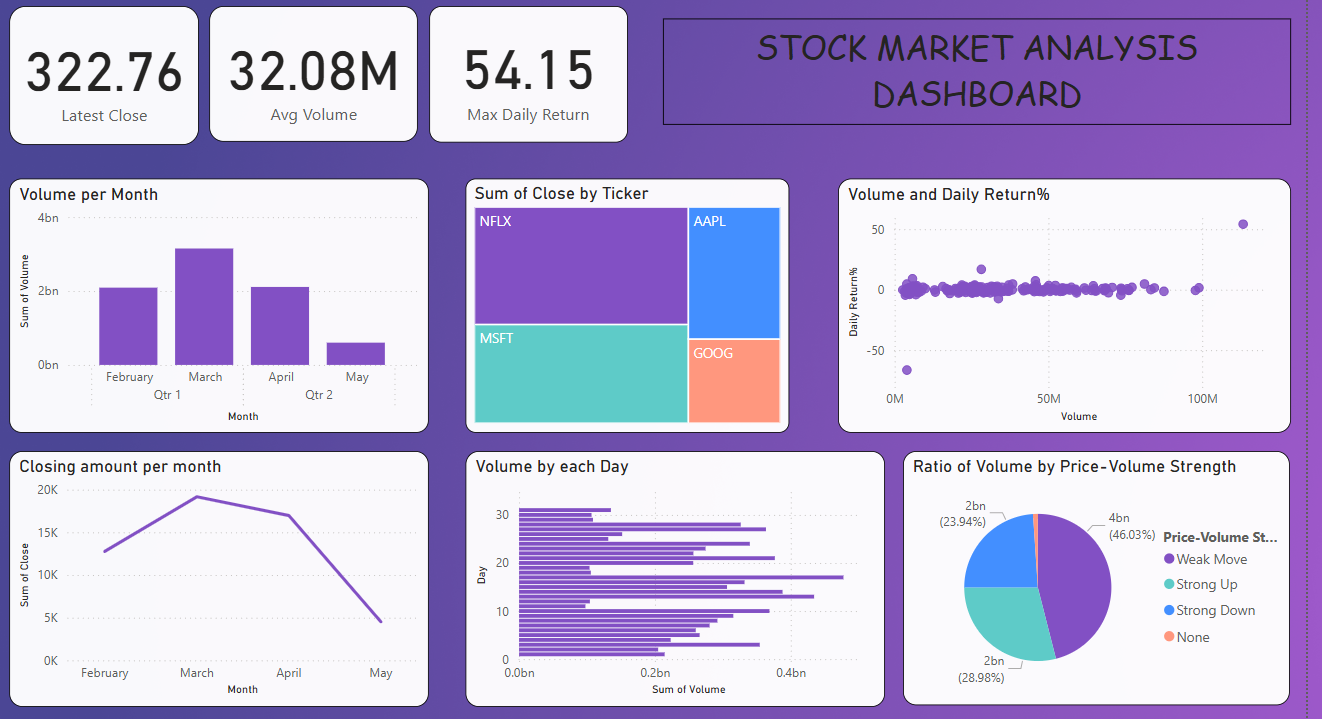 322.76
Latest Close
32.08M
Avg Volume
54.15
Max Daily Return
STOCK MARKET ANALYSIS
DASHBOARD
Volume per Month
4bn
2bn
0bn
Sum of Volume
February
March
April
May
Qtr 1
Qtr 2
Month
Sum of Close by Ticker
NFLX
AAPL
MSFT
GOOG
Volume and Daily Return%
50
0
-50
Daily Return%
0M
50M
100M
Volume
Closing amount per month
20K
15K
10K
5K
0K
Sum of Close
February
March
April
May
Month
Volume by each Day
30
20
10
0
Day
0.0bn
0.2bn
0.4bn
Sum of Volume
Ratio of Volume by Price-Volume Strength
2bn
(23.94%)
4bn
(46.03%)
2bn
(28.98%)
Price-Volume St...
Weak Move
Strong Up
Strong Down
None